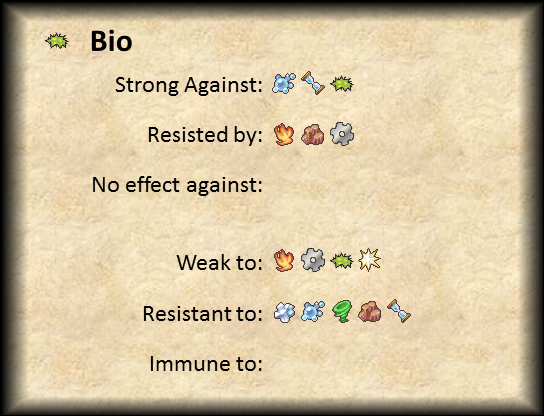 Bio
Strong Against:
Resisted by:
No effect against:
Weak to:
Resistant to:
Immune to: